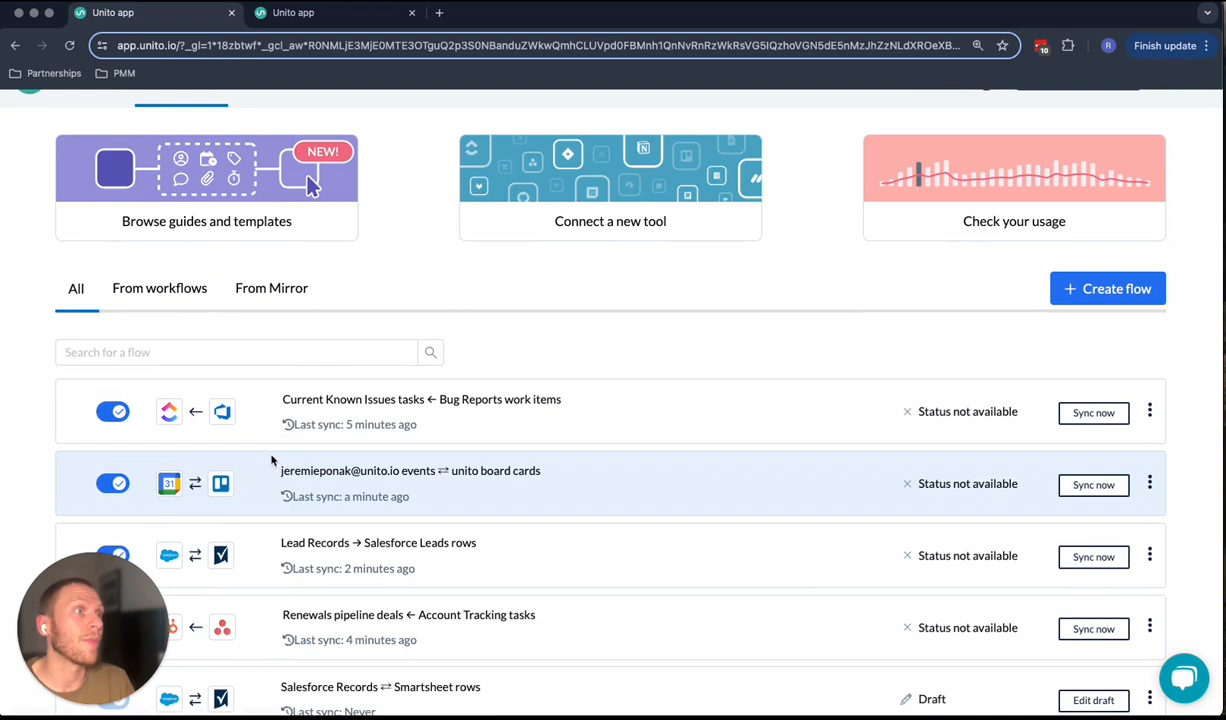 Unito app
Unito app
app.unito.io/?_gl=1*18zbtwf*_gcl_aw*
Finish update
10
R
Partnerships
PMM
NEW!
Browse guides and templates
Connect a new tool
Check your usage
All
From workflows
From Mirror
+ Create flow
Search for a flow
Current Known Issues tasks ← Bug Reports work items
Last sync: 5 minutes ago
Status not available
Sync now
31
jeremieponak@unito.io events ⇄ unito board cards
Last sync: a minute ago
Status not available
Sync now
Lead Records → Salesforce Leads rows
Last sync: 2 minutes ago
Status not available
Sync now
Renewals pipeline deals ← Account Tracking tasks
Last sync: 4 minutes ago
Status not available
Sync now
Salesforce Records ⇄ Smartsheet rows
Last sync: Never
Draft
Edit draft